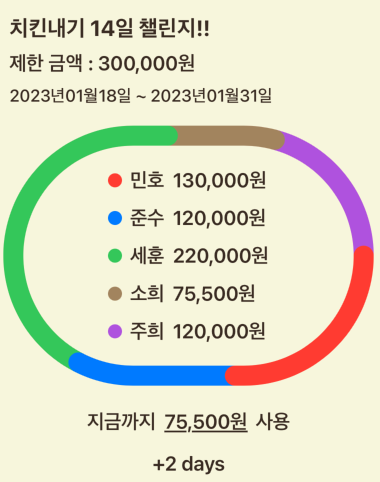 치킨내기 14일 챌린지!!
제한 금액 : 300,000원
2023년01월18일 ~ 2023년01월31일
민호 130,000원
준수 120,000원
세훈 220,000원
소희 75,500원
주희 120,000원
지금까지 75,500원 사용
+2 days